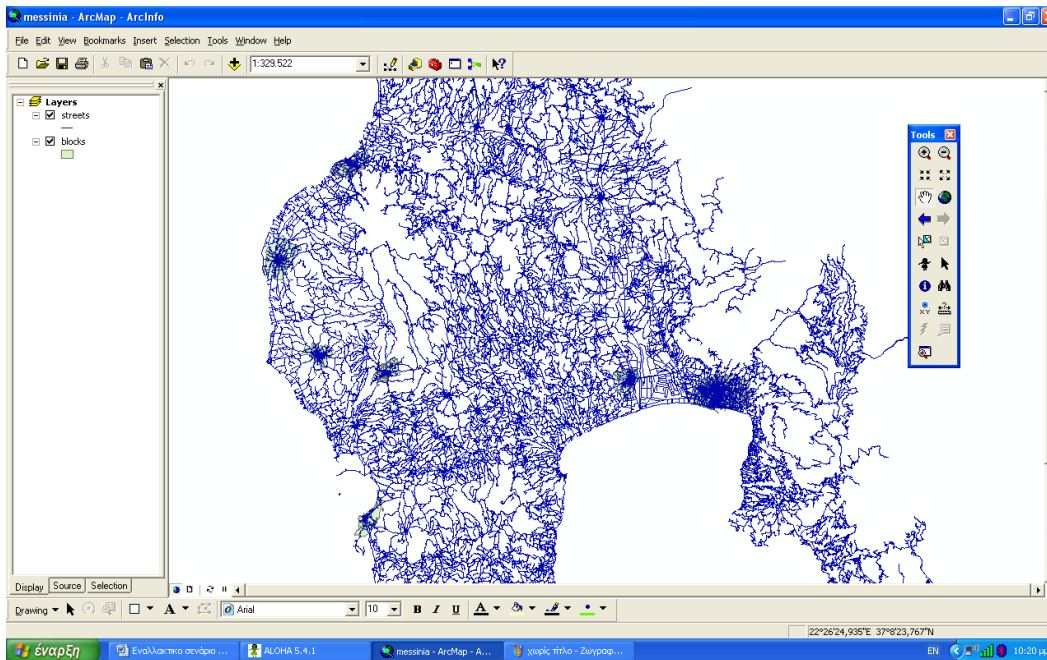 messinia - ArcMap - ArcInfo
File Edit View Bookmarks Insert Selection Tools Window Help
1:329.522
Layers
streets
blocks
Tools
XY
Display Source Selection
Drawing A Arial 10 B I U A
22°26'24,935"E 37°8'23,767"N
έναρξη Εναλλακτικο σενάριο ... ALOHA 5.4.1 messinia - ArcMap - A... χωρίς τίτλο - Ζωγραφ... EN 10:20 μμ